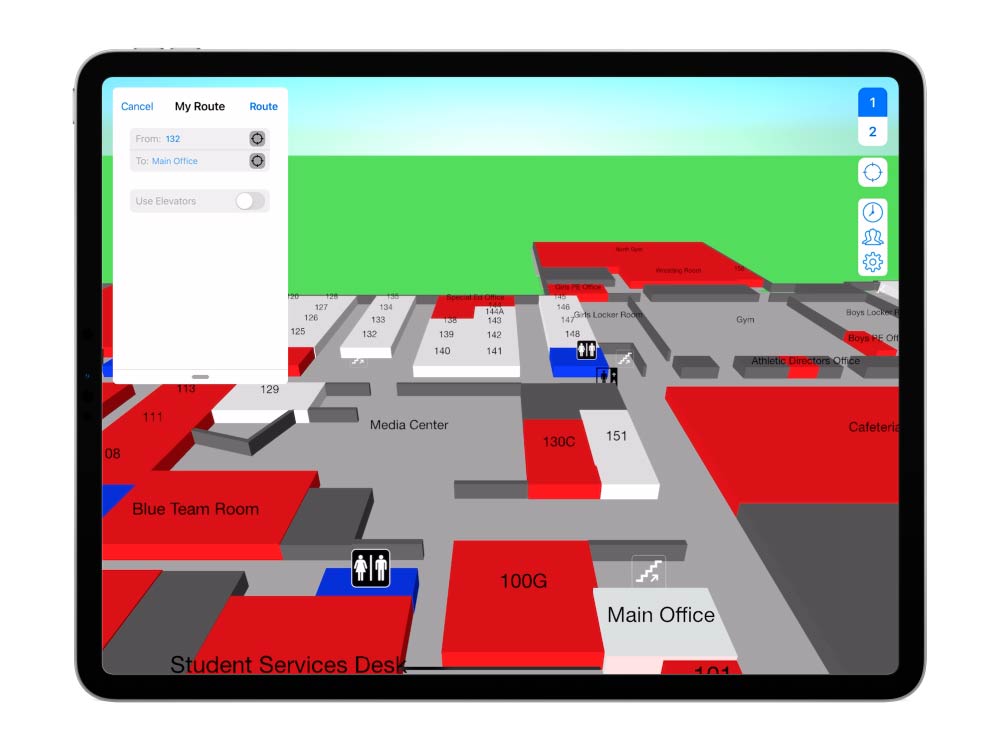 Cancel My Route Route
From: 132
To: Main Office
Use Elevators
1
2
North Gym
Wrestling Room
158
Girls PE Office
128
135
Special Ed Office
145
127
134
144
146
126
133
144A
147
Girls Locker Room
125
132
138
143
148
Gym
Boys Locker R
139
142
Boys PE Off
140
141
Athletic Directors Office
113
129
111
Media Center
Cafeteria
130C
151
08
Blue Team Room
100G
Main Office
Student Services Desk
101